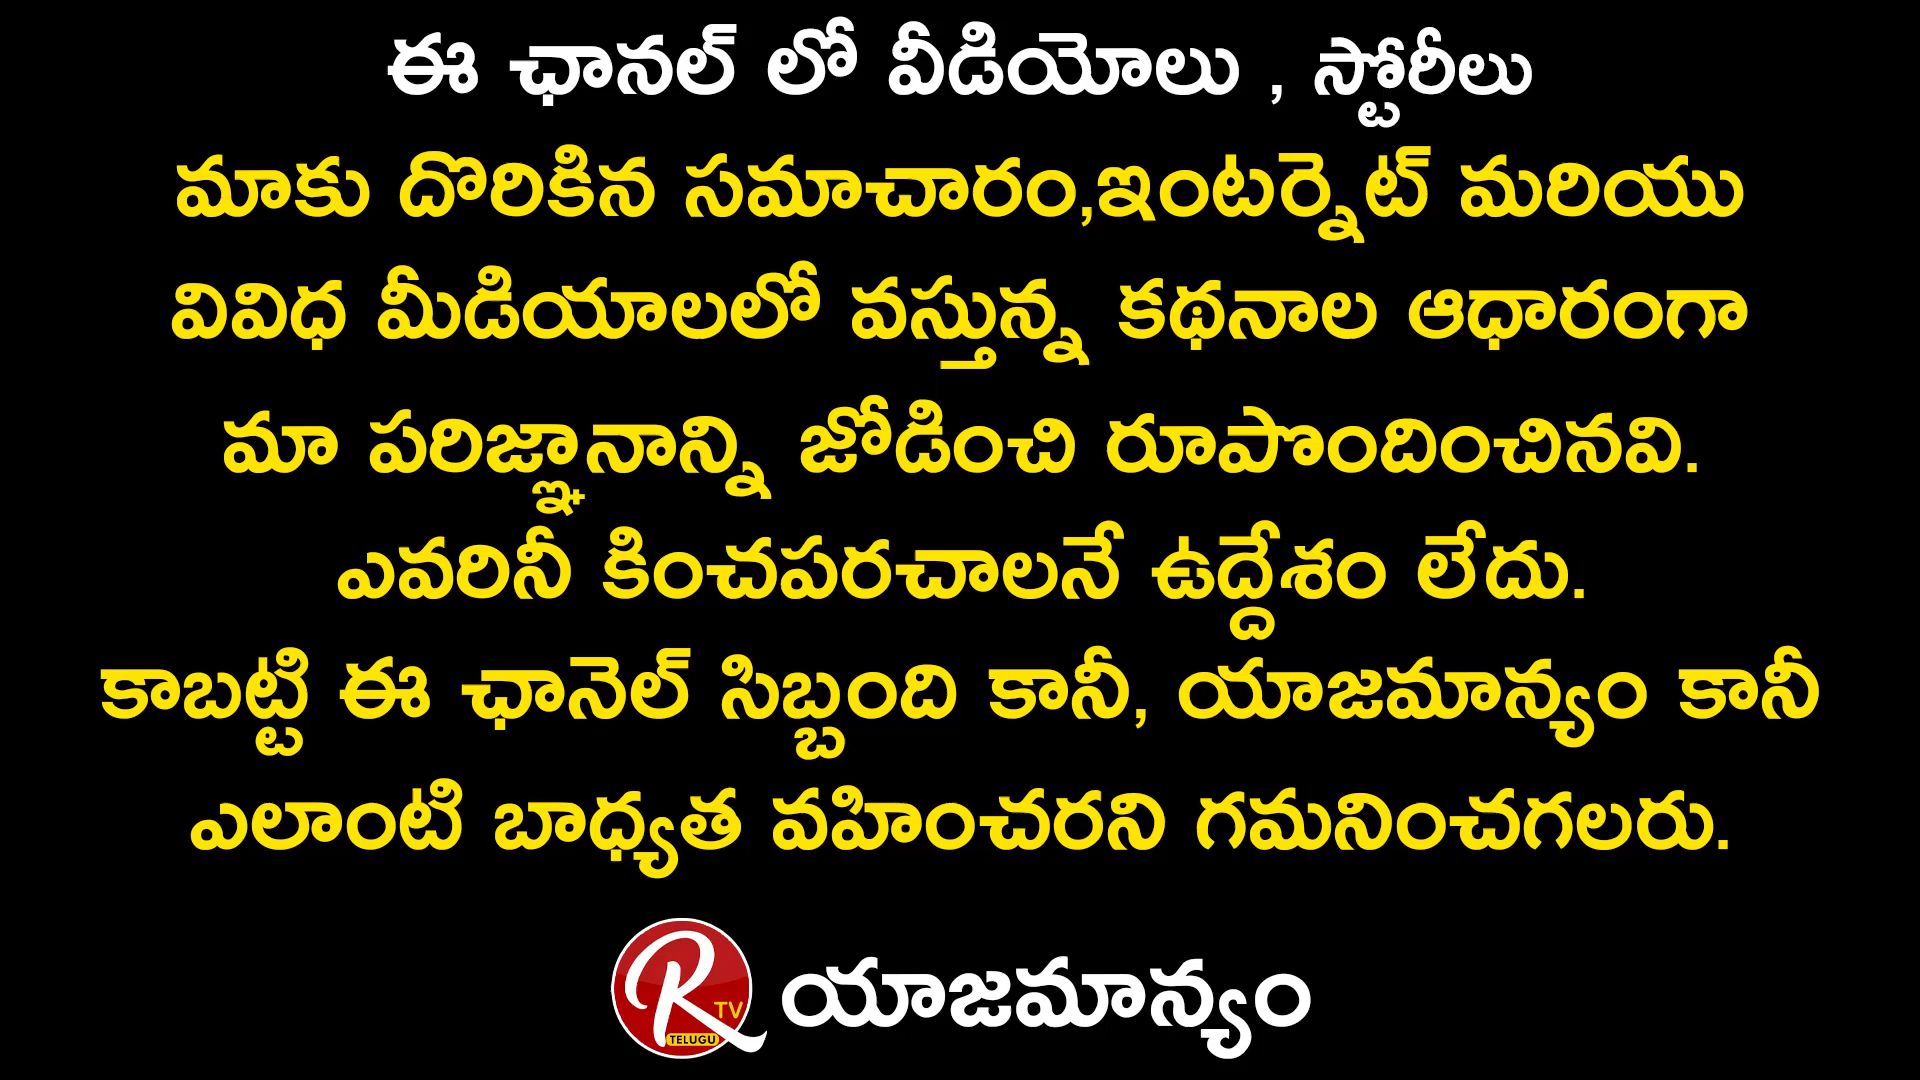 ఈ ఛానల్ లో వీడియోలు , స్టోరీలు
మాకు దొరికిన సమాచారం,ఇంటర్నెట్ మరియు
వివిధ మీడియాలలో వస్తున్న కథనాల ఆధారంగా
మా పరిజ్ఞానాన్ని జోడించి రూపొందించినవి.
ఎవరినీ కించపరచాలనే ఉద్దేశం లేదు.
కాబట్టి ఈ ఛానెల్ సిబ్బంది కానీ, యాజమాన్యం కానీ
ఎలాంటి బాధ్యత వహించరని గమనించగలరు.
R TV TELUGU యాజమాన్యం